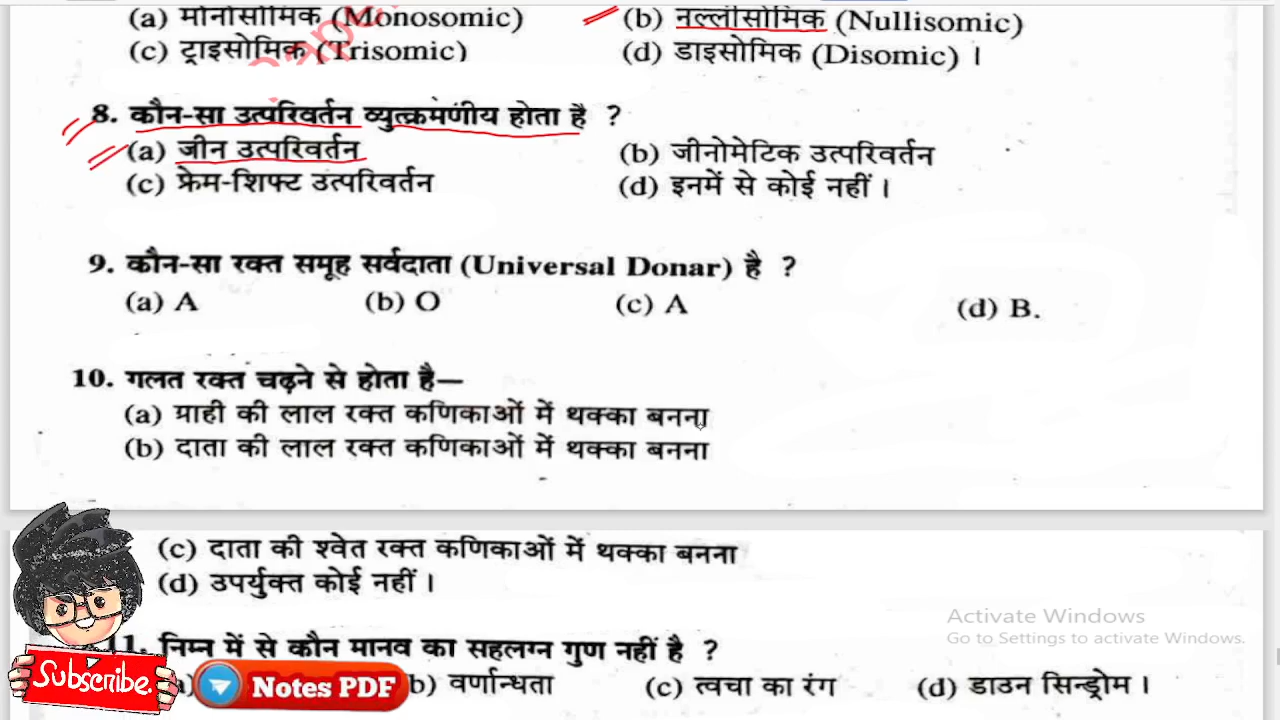 (a) मोनोसोमिक (Monosomic) (b) नल्लीसोमिक (Nullisomic)
(c) ट्राइसोमिक (Trisomic) (d) डाइसोमिक (Disomic) ।
8. कौन-सा उत्परिवर्तन व्युत्क्रमणीय होता है ?
(a) जीन उत्परिवर्तन (b) जीनोमेटिक उत्परिवर्तन
(c) फ्रेम-शिफ्ट उत्परिवर्तन (d) इनमें से कोई नहीं ।
9. कौन-सा रक्त समूह सर्वदाता (Universal Donar) है ?
(a) A (b) O (c) A (d) B.
10. गलत रक्त चढ़ने से होता है—
(a) ग्राही की लाल रक्त कणिकाओं में थक्का बनना
(b) दाता की लाल रक्त कणिकाओं में थक्का बनना
(c) दाता की श्वेत रक्त कणिकाओं में थक्का बनना
(d) उपर्युक्त कोई नहीं ।
Activate Windows
Go to Settings to activate Windows.
11. निम्न में से कौन मानव का सहलग्न गुण नहीं है ?
b) वर्णान्धता (c) त्वचा का रंग (d) डाउन सिन्ड्रोम ।
Subscribe.
Notes PDF